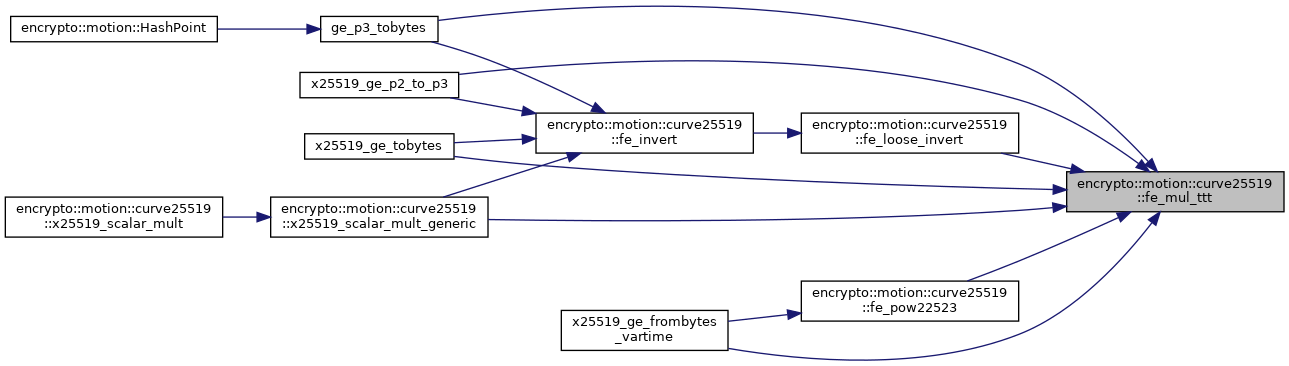 encrypto::motion::HashPoint
ge_p3_tobytes
x25519_ge_p2_to_p3
encrypto::motion::curve25519
::fe_invert
encrypto::motion::curve25519
::fe_loose_invert
x25519_ge_tobytes
encrypto::motion::curve25519
::fe_mul_ttt
encrypto::motion::curve25519
::x25519_scalar_mult
encrypto::motion::curve25519
::x25519_scalar_mult_generic
encrypto::motion::curve25519
::fe_pow22523
x25519_ge_frombytes
_vartime